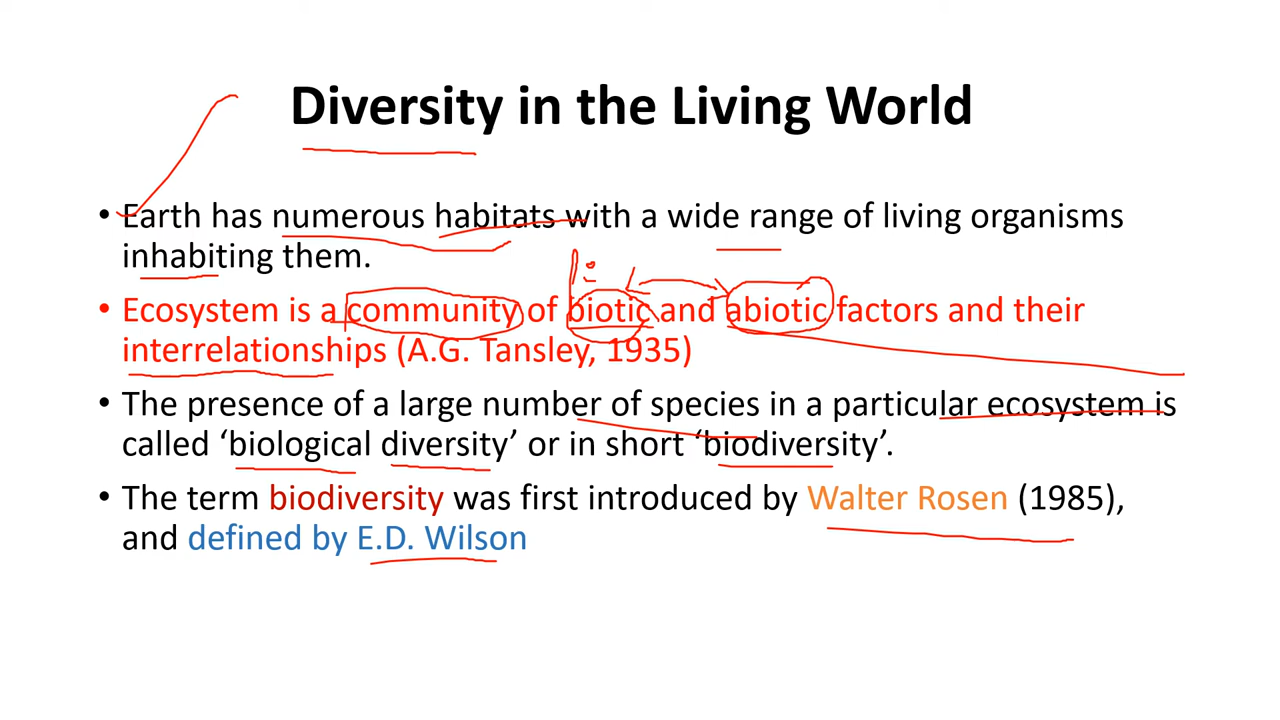 Diversity in the Living World
• Earth has numerous habitats with a wide range of living organisms
inhabiting them.
• Ecosystem is a community of biotic and abiotic factors and their
interrelationships (A.G. Tansley, 1935)
• The presence of a large number of species in a particular ecosystem is
called ‘biological diversity’ or in short ‘biodiversity’.
• The term biodiversity was first introduced by Walter Rosen (1985),
and defined by E.D. Wilson